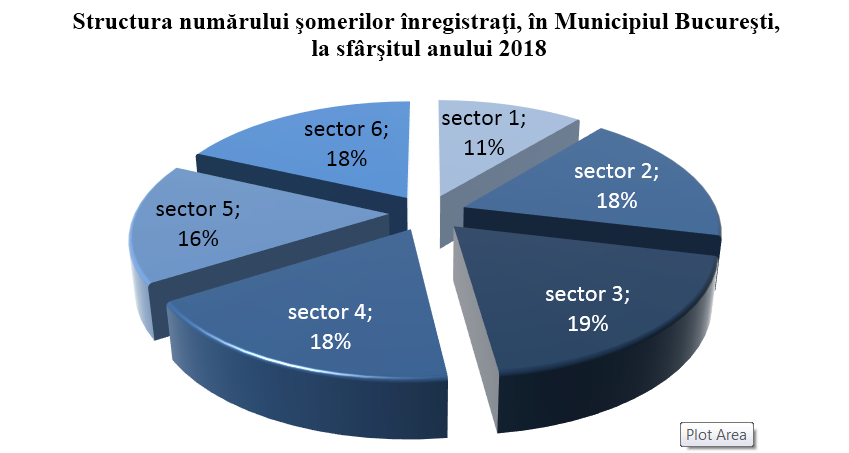 Structura numărului şomerilor înregistraţi, în Municipiul Bucureşti,
la sfârşitul anului 2018
sector 1;
11%
sector 2;
18%
sector 3;
19%
sector 4;
18%
sector 5;
16%
sector 6;
18%
Plot Area